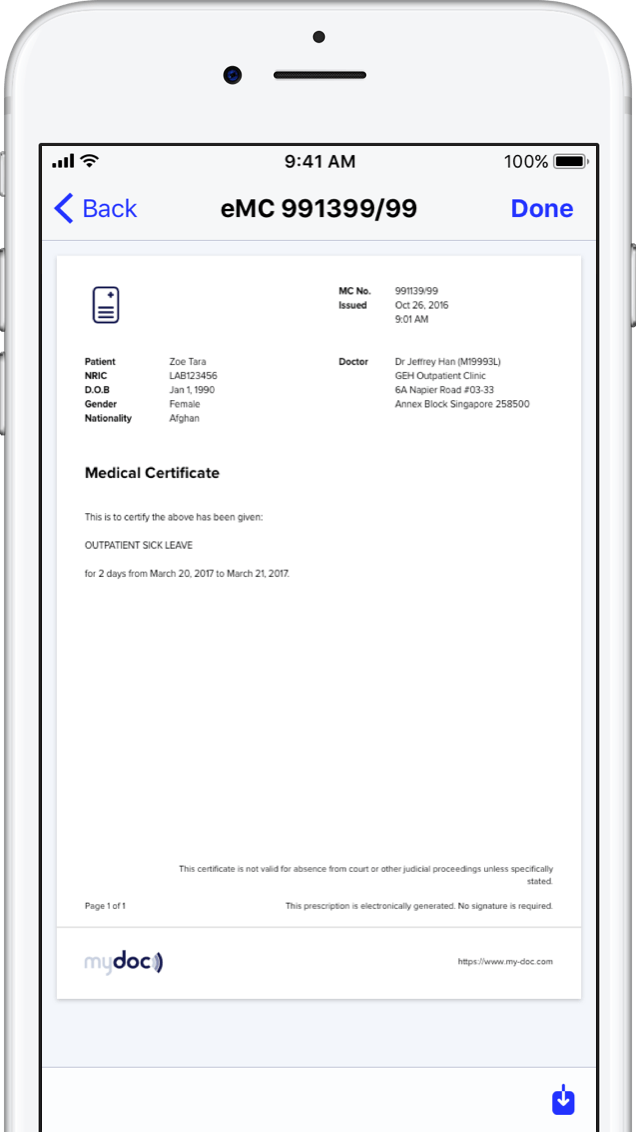 9:41 AM
100%
Back
eMC 991399/99
Done
MC No. 991139/99
Issued Oct 26, 2016
9:01 AM
Patient Zoe Tara
NRIC LAB123456
D.O.B Jan 1, 1990
Gender Female
Nationality Afghan
Doctor Dr Jeffrey Han (M19993L)
GEH Outpatient Clinic
6A Napier Road #03-33
Annex Block Singapore 258500
Medical Certificate
This is to certify the above has been given:
OUTPATIENT SICK LEAVE
for 2 days from March 20, 2017 to March 21, 2017.
This certificate is not valid for absence from court or other judicial proceedings unless specifically
stated.
Page 1 of 1
This prescription is electronically generated. No signature is required.
mydoc
https://www.my-doc.com